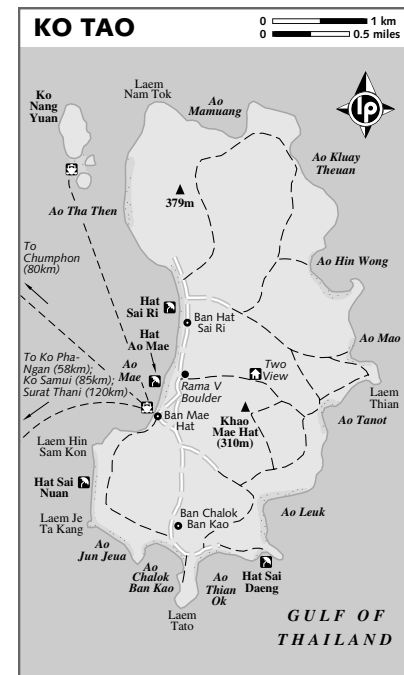 KO TAO
0 1 km
0 0.5 miles
Ko
Nang
Yuan
Laem
Nam Tok
Ao
Mamuang
lp
Ao Kluay
Theuan
379m
Ao Tha Then
To
Chumphon
(80km)
Ao Hin Wong
Hat
Sai Ri
Ban Hat
Sai Ri
Hat
Ao Mae
Ao Mao
To Ko Pha-
Ngan (58km);
Ko Samui (85km);
Surat Thani (120km)
Ao
Mae
Two
View
Rama V
Boulder
Laem
Thian
Ban Mae
Hat
Khao
Mae Hat
(310m)
Ao Tanot
Laem Hin
Sam Kon
Hat Sai
Nuan
Ao Leuk
Laem Je
Ta Kang
Ban Chalok
Ban Kao
Ao
Jun Jeua
Ao
Chalok
Ban Kao
Ao
Thian
Ok
Hat Sai
Daeng
Laem
Tato
GULF OF
THAILAND